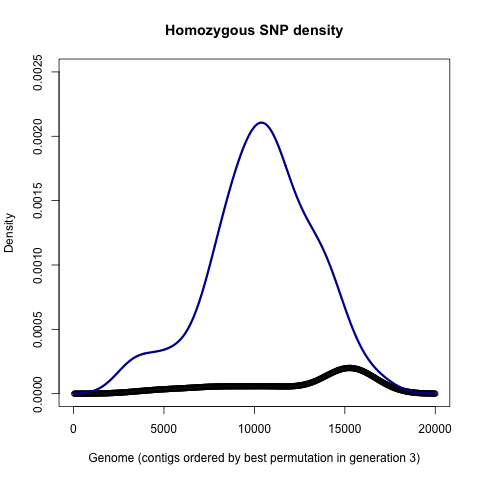 Homozygous SNP density
Density
0.0025
0.0020
0.0015
0.0010
0.0005
0.0000
0 5000 10000 15000 20000
Genome (contigs ordered by best permutation in generation 3)